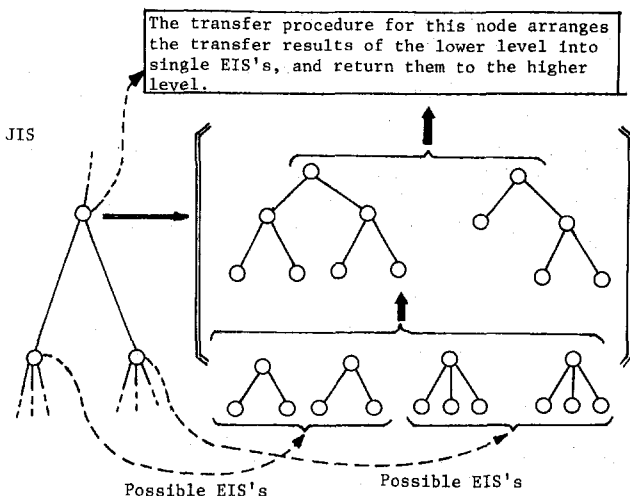 The transfer procedure for this node arranges
the transfer results of the lower level into
single EIS's, and return them to the higher
level.
JIS
Possible EIS's
Possible EIS's